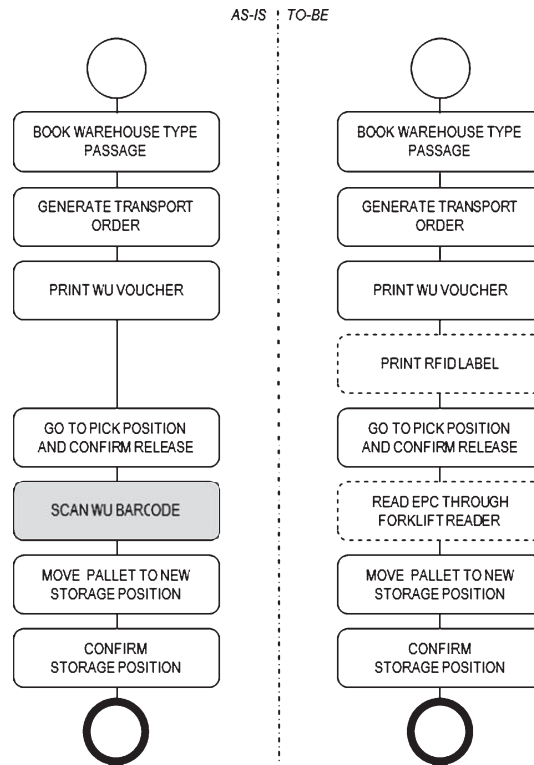 AS-IS TO-BE
BOOK WAREHOUSE TYPE
PASSAGE
GENERATE TRANSPORT
ORDER
PRINT WU VOUCHER
GO TO PICK POSITION
AND CONFIRM RELEASE
SCAN WU BARCODE
MOVE PALLET TO NEW
STORAGE POSITION
CONFIRM
STORAGE POSITION
BOOK WAREHOUSE TYPE
PASSAGE
GENERATE TRANSPORT
ORDER
PRINT WU VOUCHER
PRINT RFID LABEL
GO TO PICK POSITION
AND CONFIRM RELEASE
READ EPC THROUGH
FORKLIFT READER
MOVE PALLET TO NEW
STORAGE POSITION
CONFIRM
STORAGE POSITION